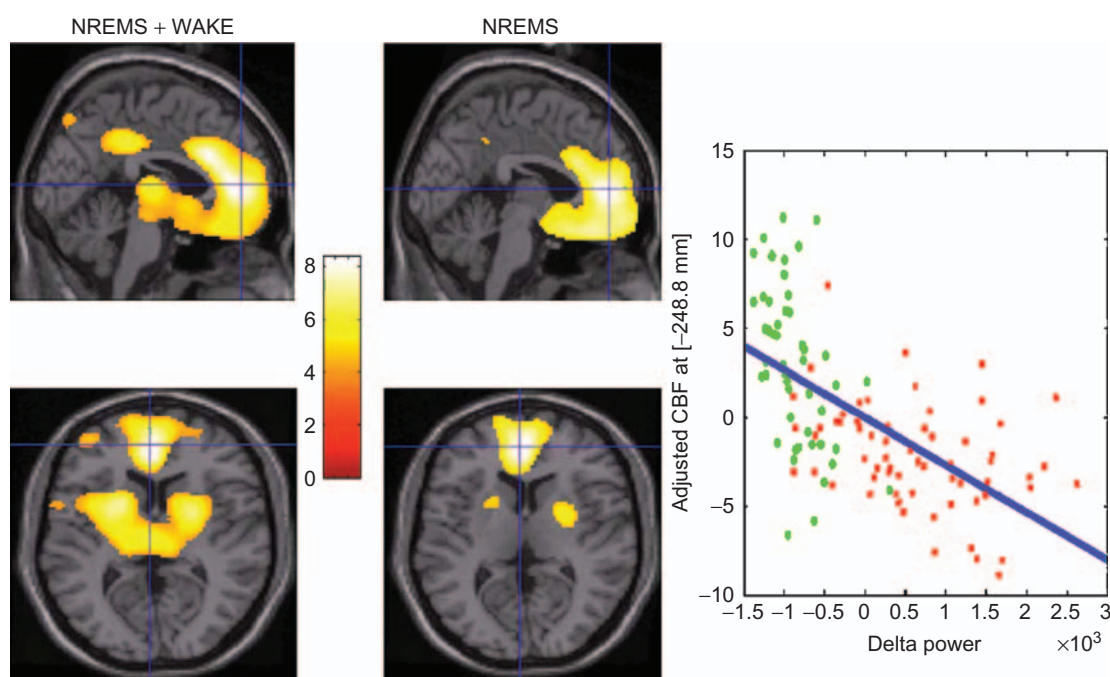 NREMS + WAKE
NREMS
8
6
4
2
0
Adjusted CBF at [−248.8 mm]
15
10
5
0
−5
−10
−1.5 −1 −0.5 0 0.5 1 1.5 2 2.5 3
Delta power
×10³